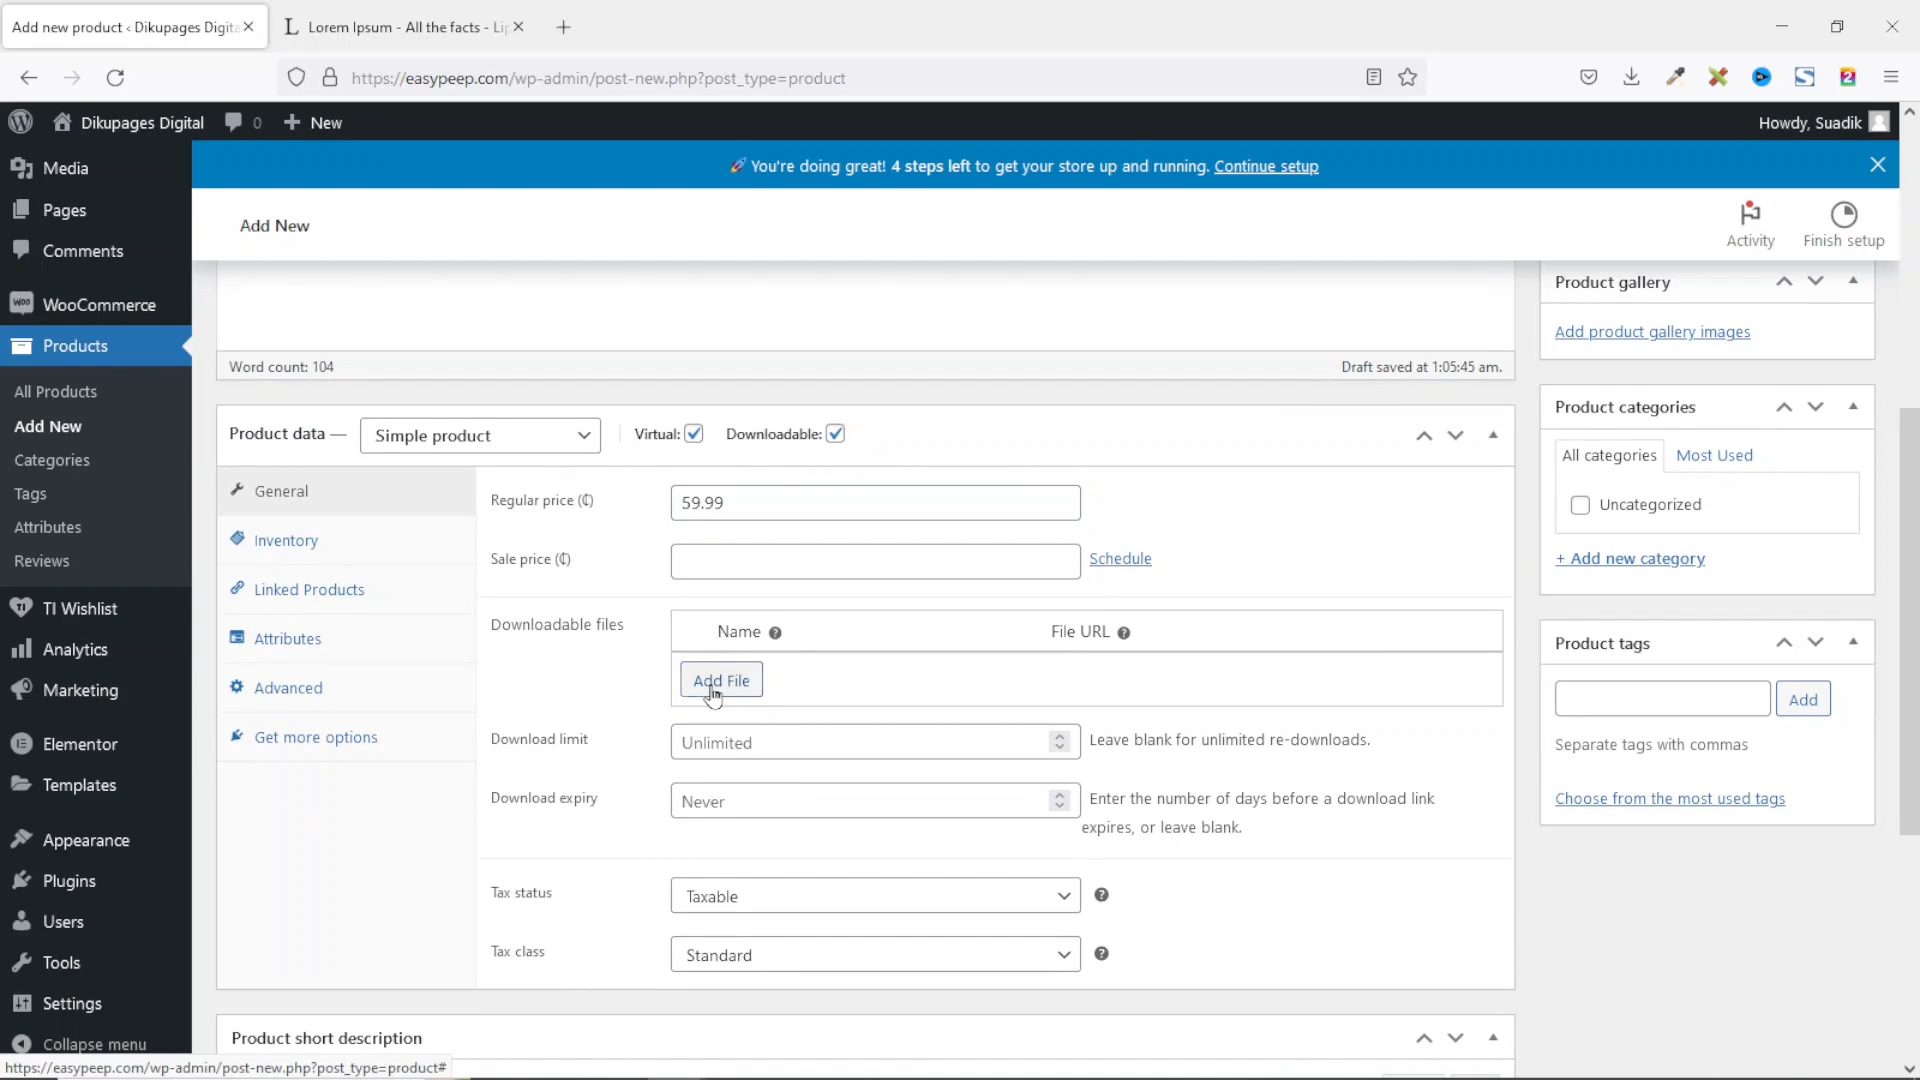 Add new product ‹ Dikupages Digita
Lorem Ipsum - All the facts - Lip
https://easypeep.com/wp-admin/post-new.php?post_type=product
2
Dikupages Digital
0
New
Howdy, Suadik
Media
Pages
Comments
WooCommerce
Products
All Products
Add New
Categories
Tags
Attributes
Reviews
TI Wishlist
Analytics
Marketing
Elementor
Templates
Appearance
Plugins
Users
Tools
Settings
Collapse menu
🚀 You're doing great! 4 steps left to get your store up and running. Continue setup
Add New
Activity
Finish setup
Word count: 104
Draft saved at 1:05:45 am.
Product data —
Simple product
Virtual:
Downloadable:
General
Inventory
Linked Products
Attributes
Advanced
Get more options
Regular price (₵)
59.99
Sale price (₵)
Schedule
Downloadable files
Name
File URL
Add File
Download limit
Unlimited
Leave blank for unlimited re-downloads.
Download expiry
Never
Enter the number of days before a download link
expires, or leave blank.
Tax status
Taxable
Tax class
Standard
Product short description
Product gallery
Add product gallery images
Product categories
All categories
Most Used
Uncategorized
+ Add new category
Product tags
Add
Separate tags with commas
Choose from the most used tags
https://easypeep.com/wp-admin/post-new.php?post_type=product#